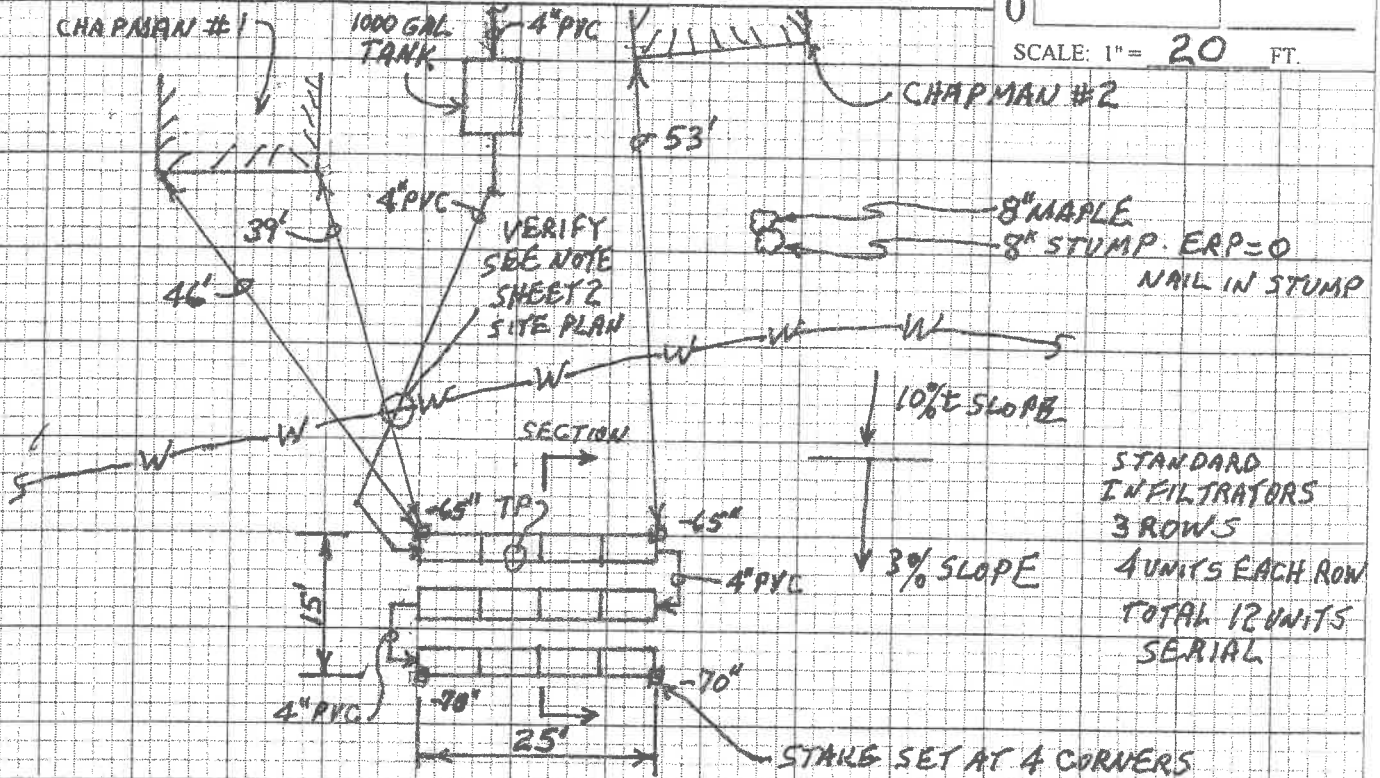 CHAPMAN #1
1000 GAL
TANK
4"PVC
SCALE: 1" = 20 FT.
CHAPMAN #2
53'
4"PVC
39'
46'
VERIFY
SEE NOTE
SHEET 2
SITE PLAN
8"MAPLE
8" STUMP. ERP=0
NAIL IN STUMP
W
W
W
W
W
W
W
10%± SLOPE
SECTION
-65"
TP
-65"
STANDARD
INFILTRATORS
3 ROWS
4 UNITS EACH ROW
TOTAL 12 UNITS
SERIAL
3% SLOPE
4"PVC
15'
-70"
-70"
4"PVC
25'
STAKE SET AT 4 CORNERS